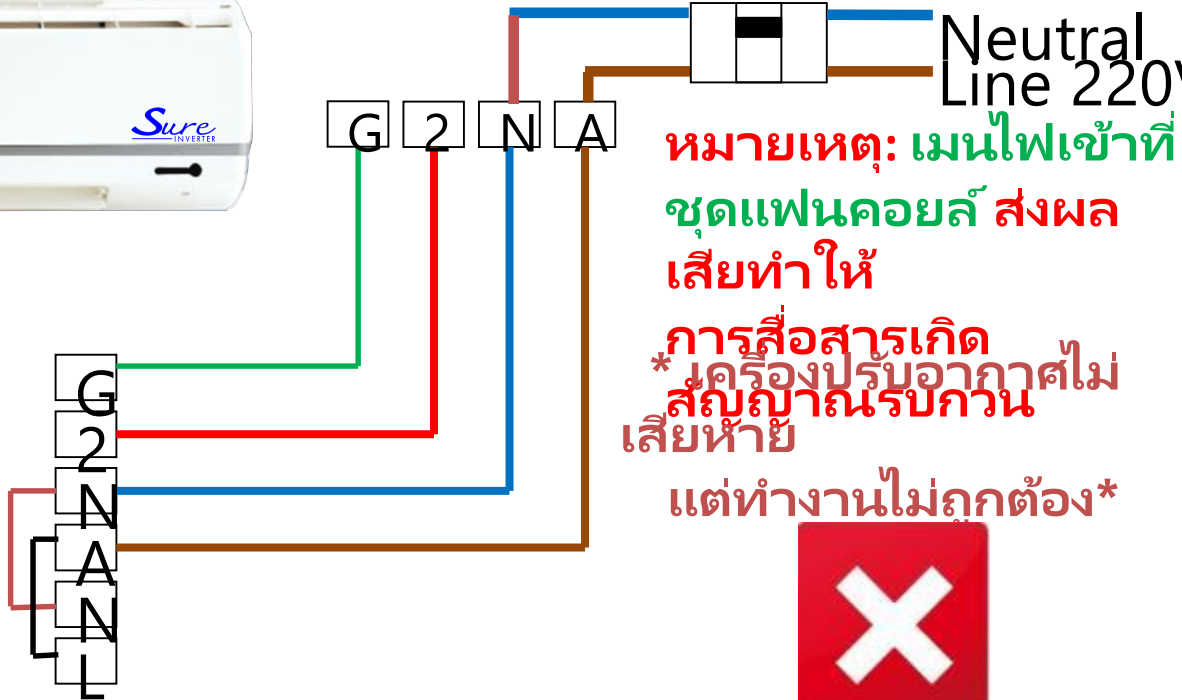 Neutral
Line 220V
Sure
INVERTER
G 2 N A
หมายเหตุ: เมนไฟเข้าที่
ชุดแฟนคอยล์ ส่งผล
เสียทำให้
การสื่อสารเกิด
สัญญาณรบกวน
* เครื่องปรับอากาศไม่
เสียหาย
แต่ทำงานไม่ถูกต้อง*
G
2
N
A
N
L